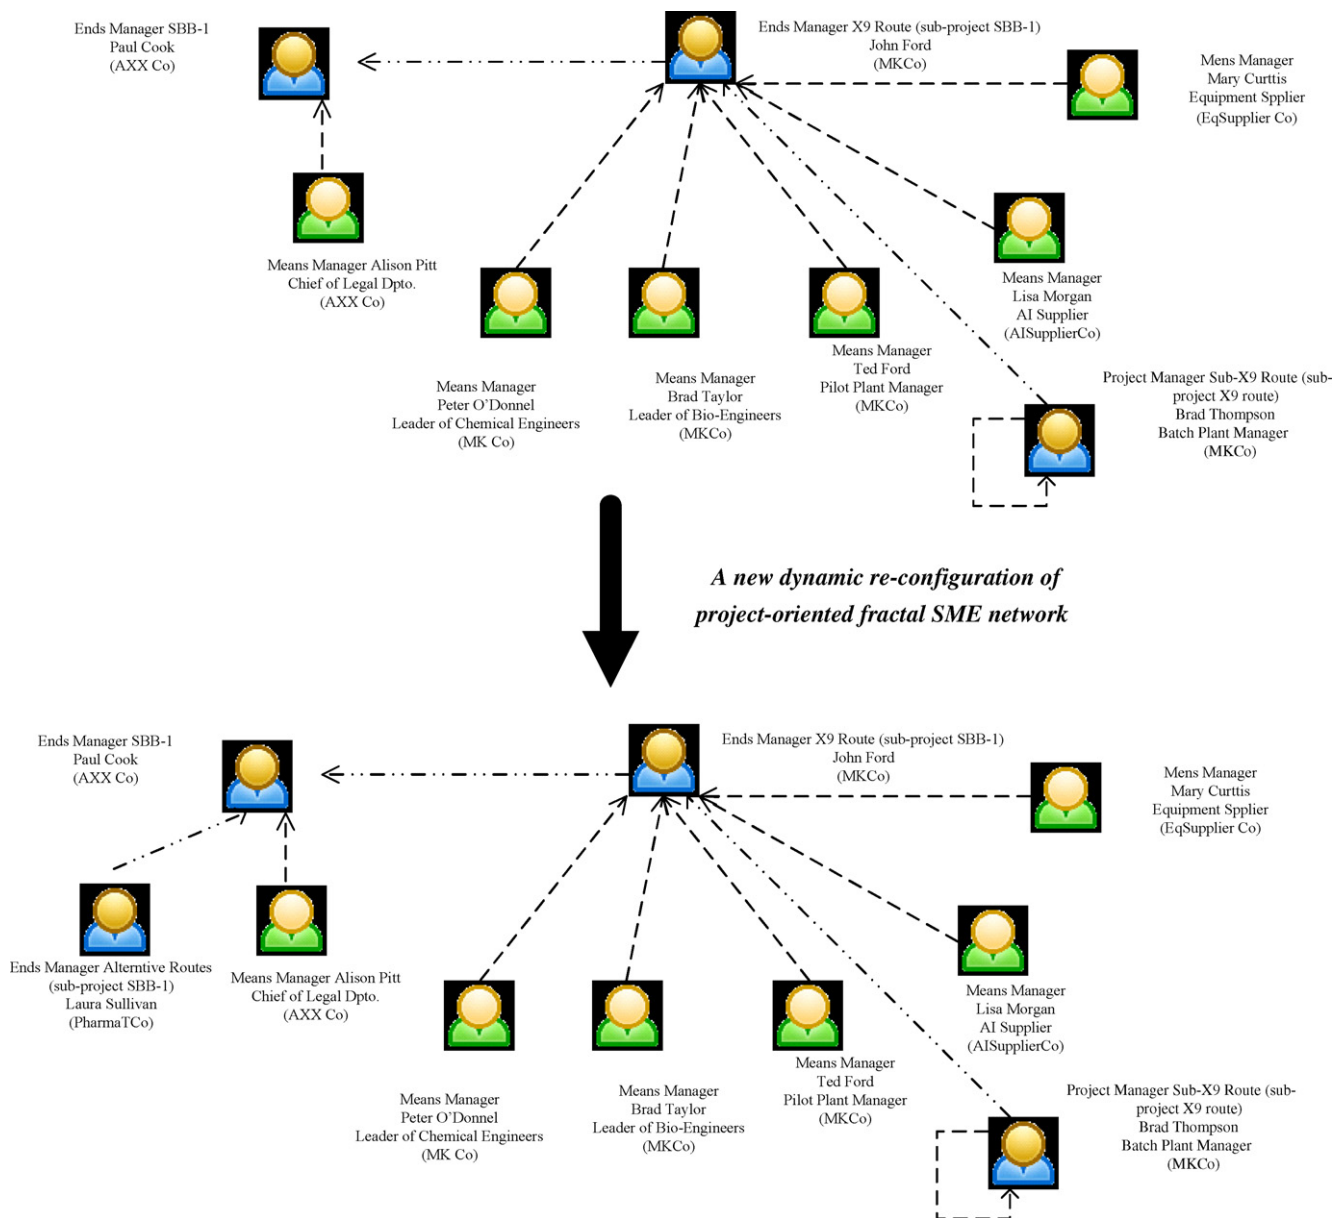 Ends Manager SBB-1
Paul Cook
(AXX Co)
Ends Manager X9 Route (sub-project SBB-1)
John Ford
(MKCo)
Mens Manager
Mary Curttis
Equipment Spplier
(EqSupplier Co)
Means Manager Alison Pitt
Chief of Legal Dpto.
(AXX Co)
Means Manager
Lisa Morgan
AI Supplier
(AISupplierCo)
Means Manager
Peter O'Donnel
Leader of Chemical Engineers
(MK Co)
Means Manager
Brad Taylor
Leader of Bio-Engineers
(MKCo)
Means Manager
Ted Ford
Pilot Plant Manager
(MKCo)
Project Manager Sub-X9 Route (sub-
project X9 route)
Brad Thompson
Batch Plant Manager
(MKCo)
A new dynamic re-configuration of
project-oriented fractal SME network
Ends Manager SBB-1
Paul Cook
(AXX Co)
Ends Manager X9 Route (sub-project SBB-1)
John Ford
(MKCo)
Mens Manager
Mary Curttis
Equipment Spplier
(EqSupplier Co)
Ends Manager Alterntive Routes
(sub-project SBB-1)
Laura Sullivan
(PharmaTCo)
Means Manager Alison Pitt
Chief of Legal Dpto.
(AXX Co)
Means Manager
Lisa Morgan
AI Supplier
(AISupplierCo)
Means Manager
Peter O'Donnel
Leader of Chemical Engineers
(MK Co)
Means Manager
Brad Taylor
Leader of Bio-Engineers
(MKCo)
Means Manager
Ted Ford
Pilot Plant Manager
(MKCo)
Project Manager Sub-X9 Route (sub-
project X9 route)
Brad Thompson
Batch Plant Manager
(MKCo)